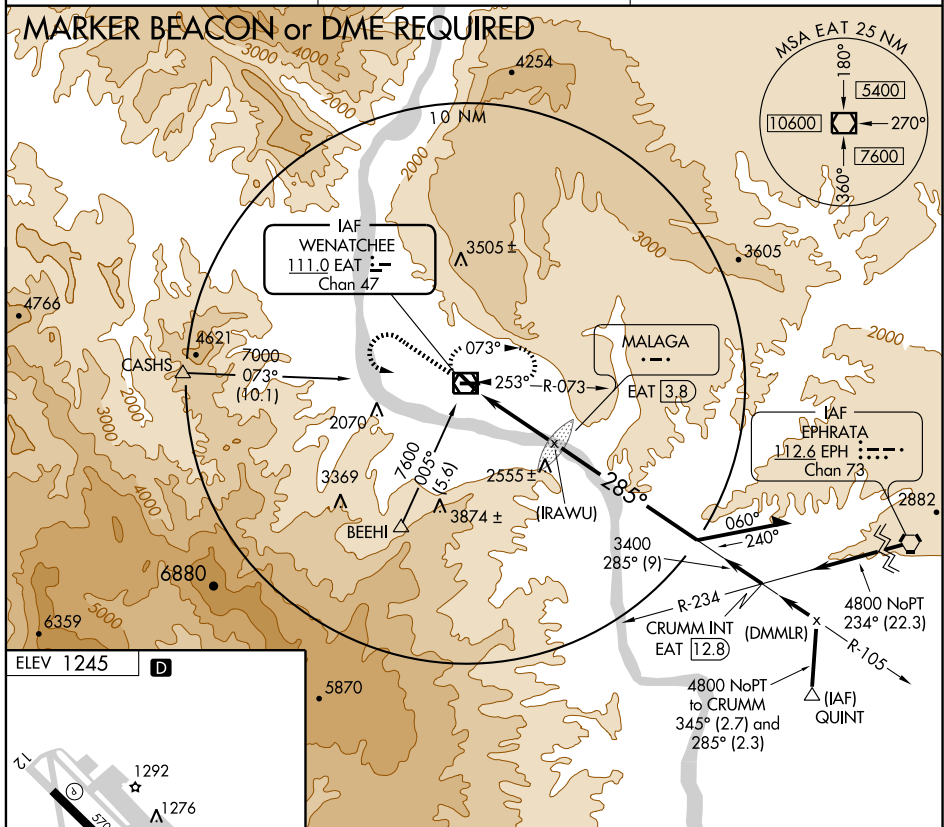 MARKER BEACON or DME REQUIRED
MSA EAT 25 NM
180°
5400
10600
270°
7600
360°
3000
4000
4254
2000
10 NM
2000
IAF
WENATCHEE
111.0 EAT
Chan 47
3505 ±
3000
3605
4766
4621
CASHS
7000
073°
(10.1)
073°
253°
R-073
MALAGA
EAT 3.8
2000
2000
3000
2070
IAF
EPHRATA
112.6 EPH
Chan 73
7600
005°
(5.6)
3369
2555 ±
285°
(IRAWU)
3874 ±
BEEHI
2882
060°
240°
3400
285° (9)
6880
R-234
CRUMM INT
EAT 12.8
(DMMLR)
4800 NoPT
234° (22.3)
R-105
6359
5000
ELEV 1245
D
5870
4800 NoPT
to CRUMM
345° (2.7) and
285° (2.3)
(IAF)
QUINT
12
P
1292
1276
570